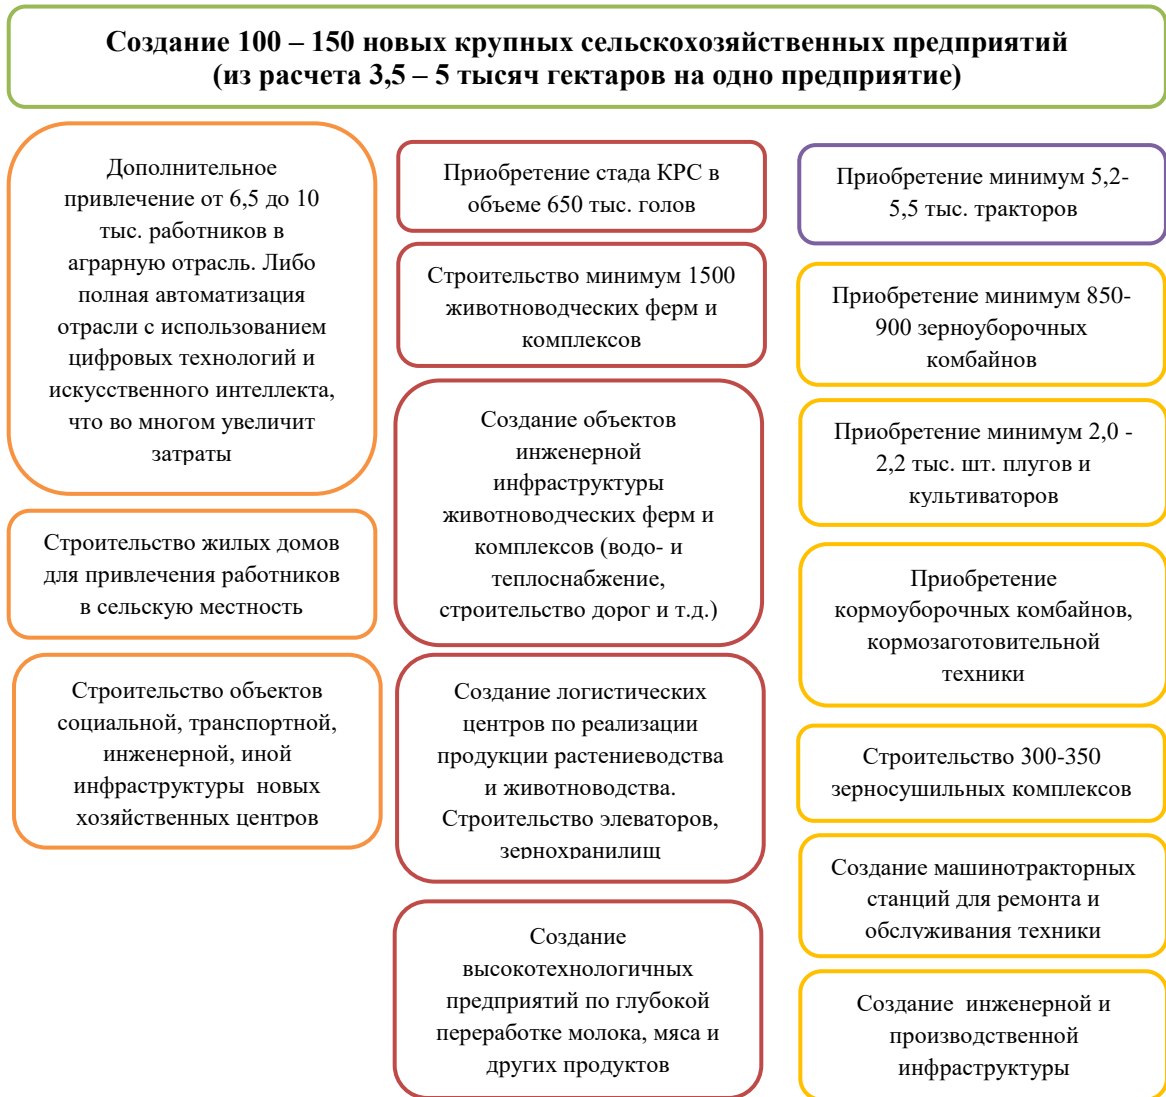 Создание 100 – 150 новых крупных сельскохозяйственных предприятий
(из расчета 3,5 – 5 тысяч гектаров на одно предприятие)
Дополнительное
привлечение от 6,5 до 10
тыс. работников в
аграрную отрасль. Либо
полная автоматизация
отрасли с использованием
цифровых технологий и
искусственного интеллекта,
что во многом увеличит
затраты
Строительство жилых домов
для привлечения работников
в сельскую местность
Строительство объектов
социальной, транспортной,
инженерной, иной
инфраструктуры новых
хозяйственных центров
Приобретение стада КРС в
объеме 650 тыс. голов
Строительство минимум 1500
животноводческих ферм и
комплексов
Создание объектов
инженерной
инфраструктуры
животноводческих ферм и
комплексов (водо- и
теплоснабжение,
строительство дорог и т.д.)
Создание логистических
центров по реализации
продукции растениеводства
и животноводства.
Строительство элеваторов,
зернохранилищ
Создание
высокотехнологичных
предприятий по глубокой
переработке молока, мяса и
других продуктов
Приобретение минимум 5,2-
5,5 тыс. тракторов
Приобретение минимум 850-
900 зерноуборочных
комбайнов
Приобретение минимум 2,0 -
2,2 тыс. шт. плугов и
культиваторов
Приобретение
кормоуборочных комбайнов,
кормозаготовительной
техники
Строительство 300-350
зерносушильных комплексов
Создание машинотракторных
станций для ремонта и
обслуживания техники
Создание инженерной и
производственной
инфраструктуры